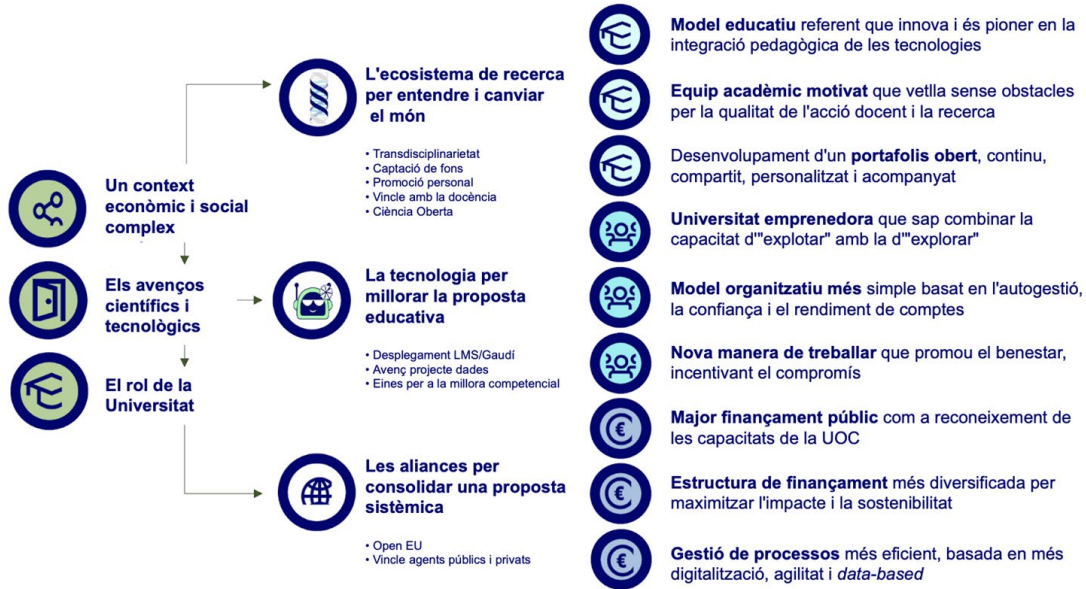 Un context
econòmic i social
complex
Els avenços
científics i
tecnològics
El rol de la
Universitat
L'ecosistema de recerca
per entendre i canviar
el món
• Transdisciplinarietat
• Captació de fons
• Promoció personal
• Vincle amb la docència
• Ciència Oberta
La tecnologia per
millorar la proposta
educativa
• Desplegament LMS/Gaudí
• Avenç projecte dades
• Eines per a la millora competencial
Les aliances per
consolidar una proposta
sistèmica
• Open EU
• Vincle agents públics i privats
Model educatiu referent que innova i és pioner en la
integració pedagògica de les tecnologies
Equip acadèmic motivat que vetlla sense obstacles
per la qualitat de l'acció docent i la recerca
Desenvolupament d'un portafolis obert, continu,
compartit, personalitzat i acompanyat
Universitat emprenedora que sap combinar la
capacitat d'"explotar" amb la d'"explorar"
Model organitzatiu més simple basat en l'autogestió,
la confiança i el rendiment de comptes
Nova manera de treballar que promou el benestar,
incentivant el compromís
Major finançament públic com a reconeixement de
les capacitats de la UOC
Estructura de finançament més diversificada per
maximitzar l'impacte i la sostenibilitat
Gestió de processos més eficient, basada en més
digitalització, agilitat i data-based